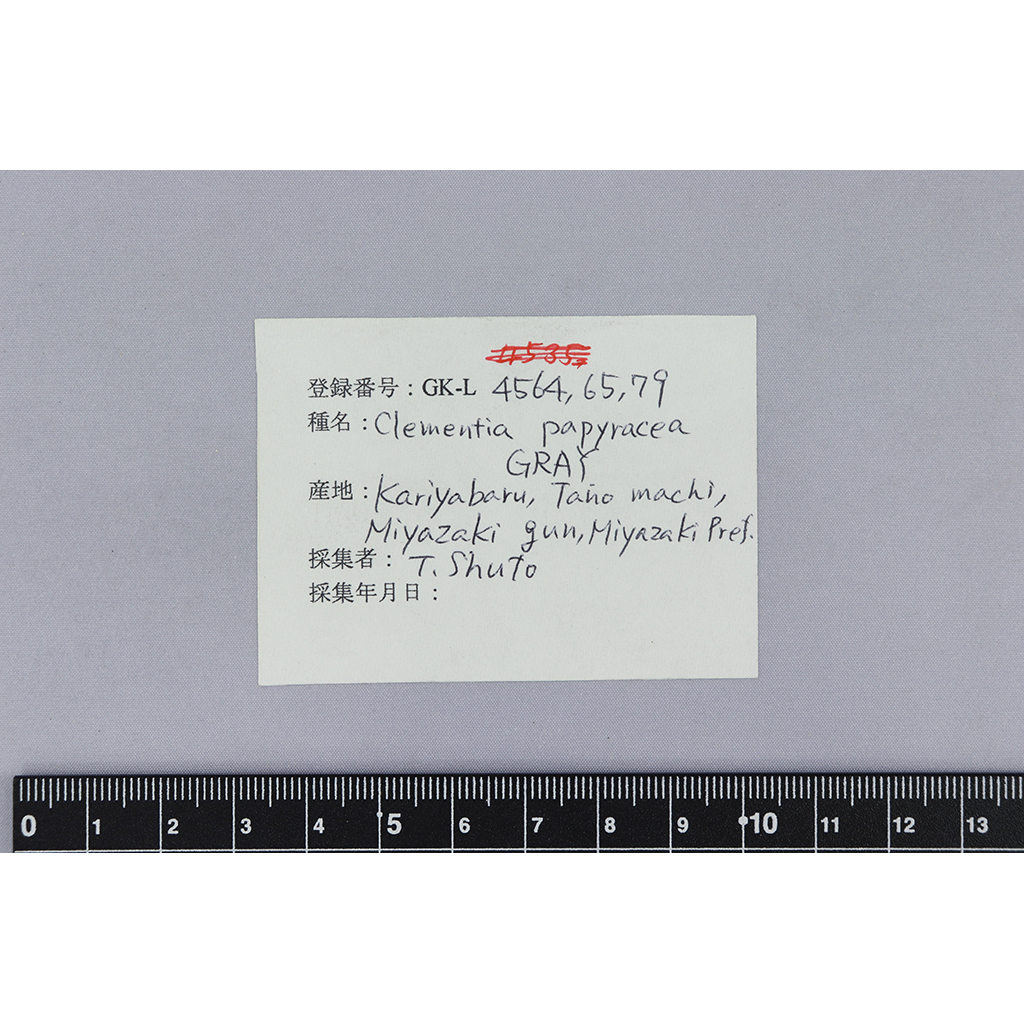 #535
登録番号：GK-L 4564, 65, 79
種名：Clementia papyracea
GRAY
産地：Kariyabaru, Tano machi,
Miyazaki gun, Miyazaki Pref.
採集者：T. Shuto
採集年月日：
0 1 2 3 4 5 6 7 8 9 10 11 12 13